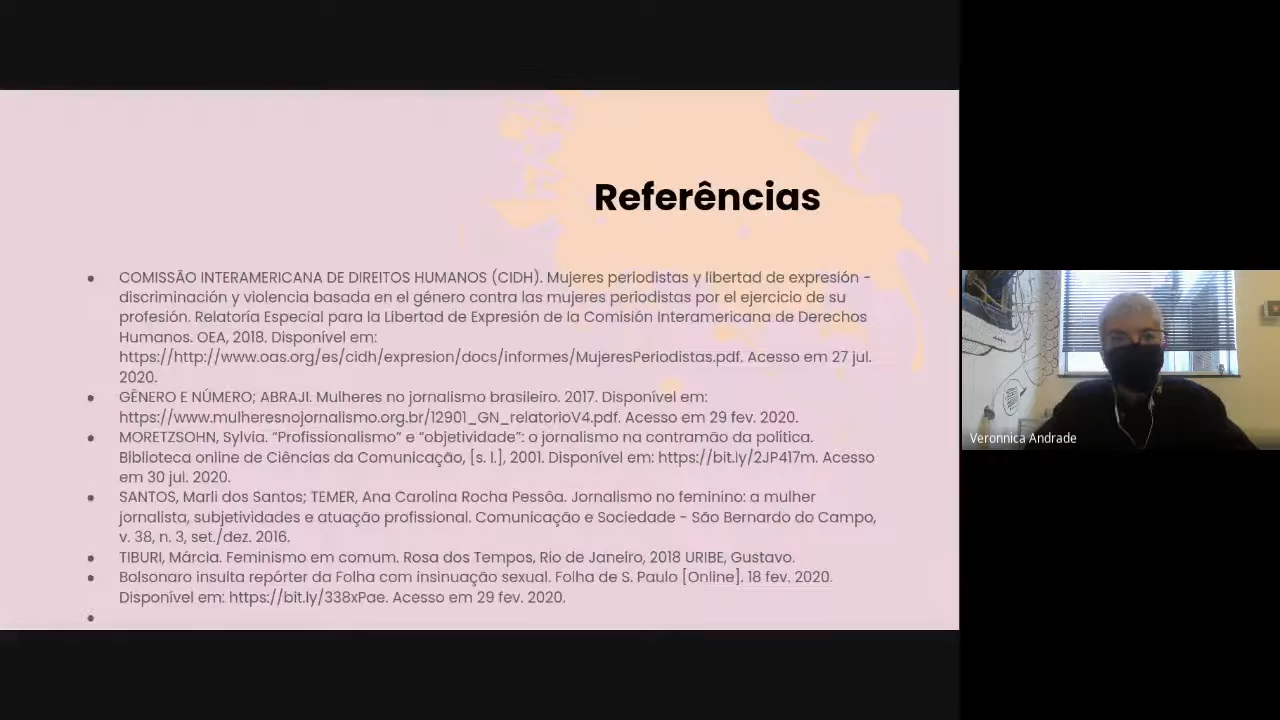 Referências
• COMISSÃO INTERAMERICANA DE DIREITOS HUMANOS (CIDH). Mujeres periodistas y libertad de expresión -
discriminación y violencia basada en el género contra las mujeres periodistas por el ejercicio de su
profesión. Relatoría Especial para la Libertad de Expresión de la Comisión Interamericana de Derechos
Humanos. OEA, 2018. Disponível em:
https://http://www.oas.org/es/cidh/expresion/docs/informes/MujeresPeriodistas.pdf. Acesso em 27 jul.
2020.
• GÊNERO E NÚMERO; ABRAJI. Mulheres no jornalismo brasileiro. 2017. Disponível em:
https://www.mulheresnojornalismo.org.br/12901_GN_relatorioV4.pdf. Acesso em 29 fev. 2020.
• MORETZSOHN, Sylvia. “Profissionalismo” e “objetividade”: o jornalismo na contramão da política.
Biblioteca online de Ciências da Comunicação, [s. l.], 2001. Disponível em: https://bit.ly/2JP417m. Acesso
em 30 jul. 2020.
• SANTOS, Marli dos Santos; TEMER, Ana Carolina Rocha Pessôa. Jornalismo no feminino: a mulher
jornalista, subjetividades e atuação profissional. Comunicação e Sociedade - São Bernardo do Campo,
v. 38, n. 3, set./dez. 2016.
• TIBURI, Márcia. Feminismo em comum. Rosa dos Tempos, Rio de Janeiro, 2018 URIBE, Gustavo.
• Bolsonaro insulta repórter da Folha com insinuação sexual. Folha de S. Paulo [Online]. 18 fev. 2020.
Disponível em: https://bit.ly/338xPae. Acesso em 29 fev. 2020.
•
Veronnica Andrade